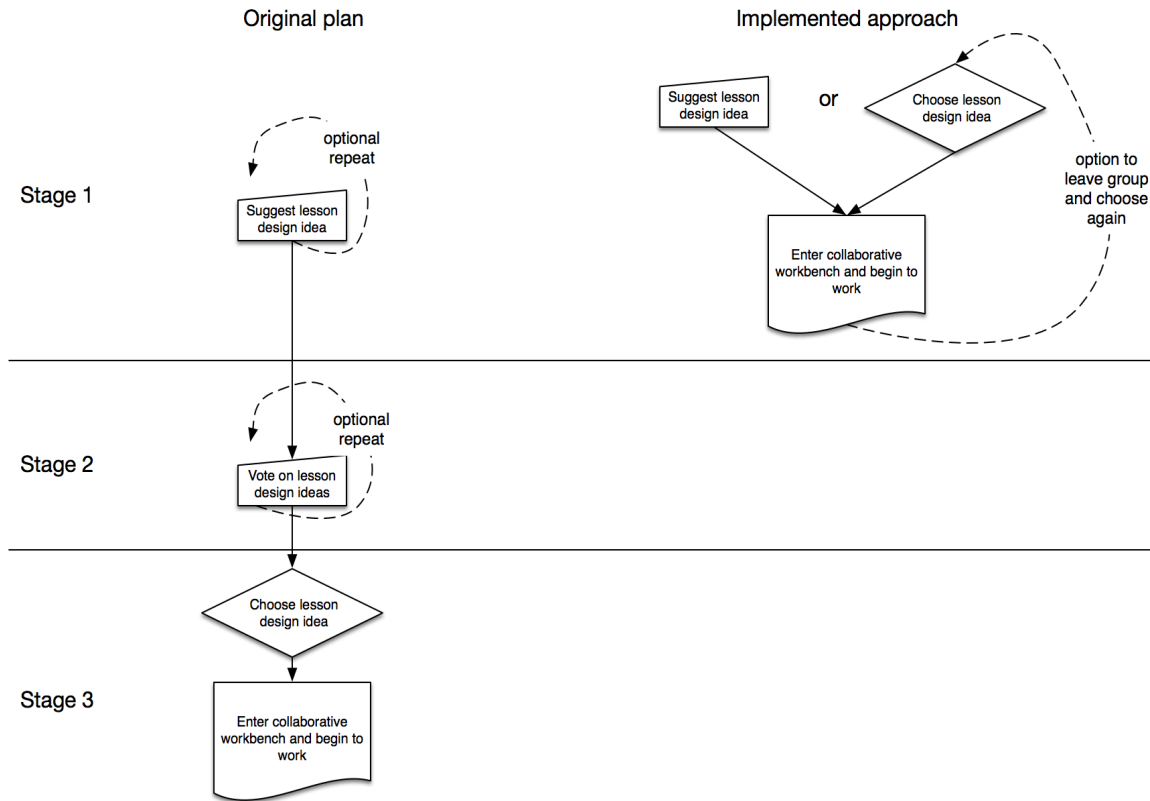 Original plan
Implemented approach
Stage 1
optional
repeat
Suggest lesson
design idea
Suggest lesson
design idea
or
Choose lesson
design idea
option to
leave group
and choose
again
Enter collaborative
workbench and begin to
work
Stage 2
optional
repeat
Vote on lesson
design ideas
Stage 3
Choose lesson
design idea
Enter collaborative
workbench and begin to
work